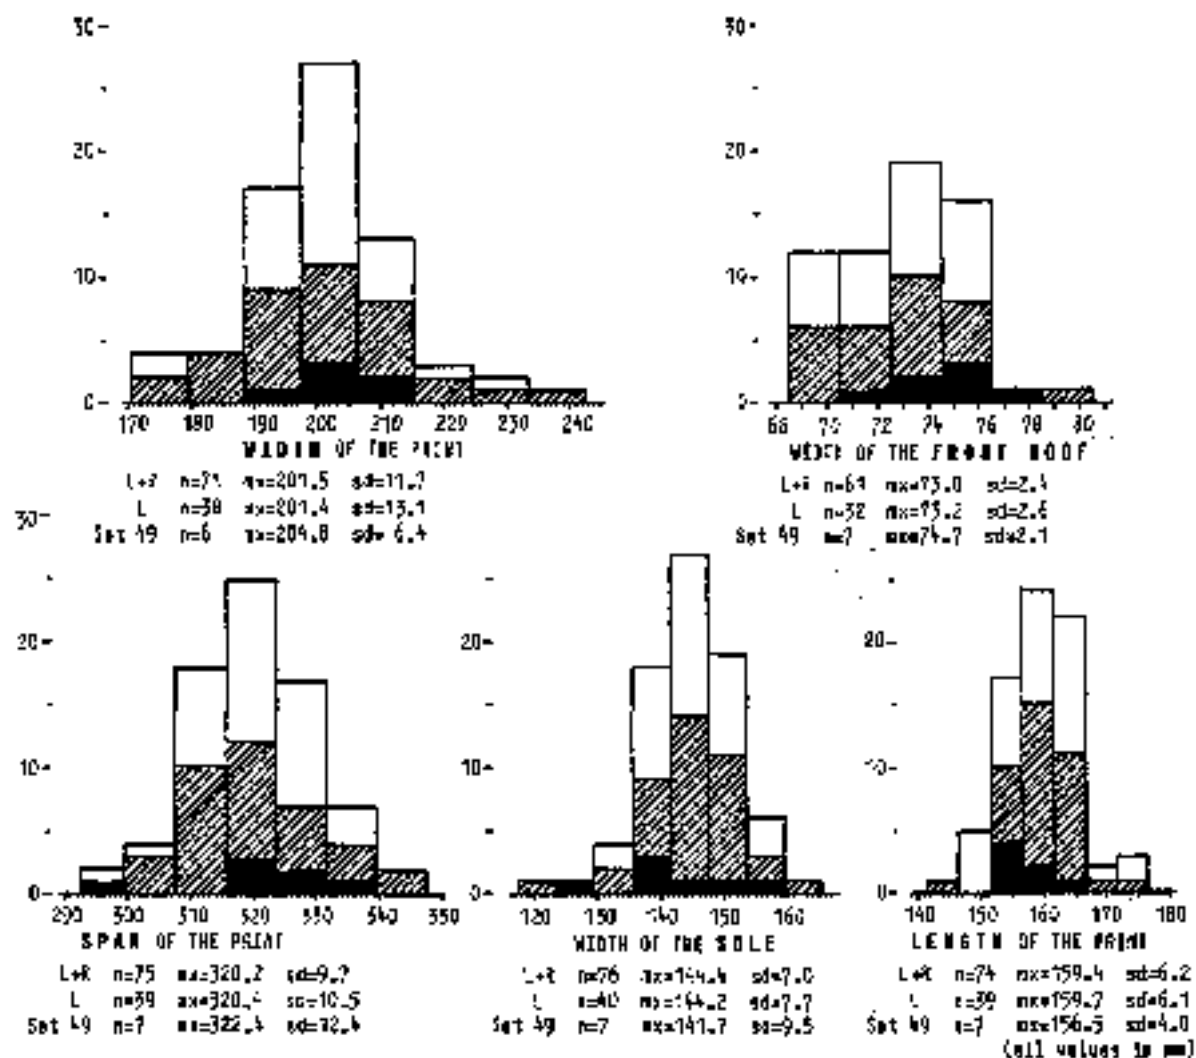 30
20
10
0
170 180 190 200 210 220 230 240
WIDTH OF THE PRINT
L+R n=71 mx=201.5 sd=11.7
L n=38 mx=201.4 sd=13.1
Set 49 n=6 mx=204.8 sd= 6.4
30
20
10
0
68 70 72 74 76 78 80
WIDTH OF THE FRONT HOOF
L+R n=61 mx=73.0 sd=2.4
L n=32 mx=73.2 sd=2.6
Set 49 n=7 mx=74.7 sd=2.1
30
20
10
0
290 300 310 320 330 340 350
SPAN OF THE PRINT
L+R n=75 mx=320.2 sd=9.7
L n=39 mx=320.4 sd=10.5
Set 49 n=7 mx=322.4 sd=12.4
20
10
0
120 130 140 150 160
WIDTH OF THE SOLE
L+R n=76 mx=144.4 sd=7.0
L n=40 mx=144.2 sd=7.7
Set 49 n=7 mx=141.7 sd=9.5
20
10
0
140 150 160 170 180
LENGTH OF THE PRINT
L+R n=74 mx=159.4 sd=6.2
L n=39 mx=159.7 sd=6.1
Set 49 n=7 mx=156.5 sd=4.0
(all values in mm)